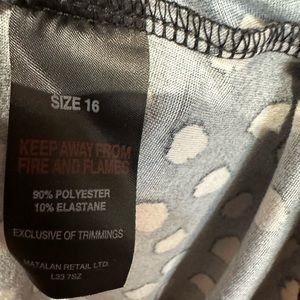 SIZE 16
KEEP AWAY FROM
FIRE AND FLAMES
90% POLYESTER
10% ELASTANE
EXCLUSIVE OF TRIMMINGS
MATALAN RETAIL LTD.
L33 7SZ